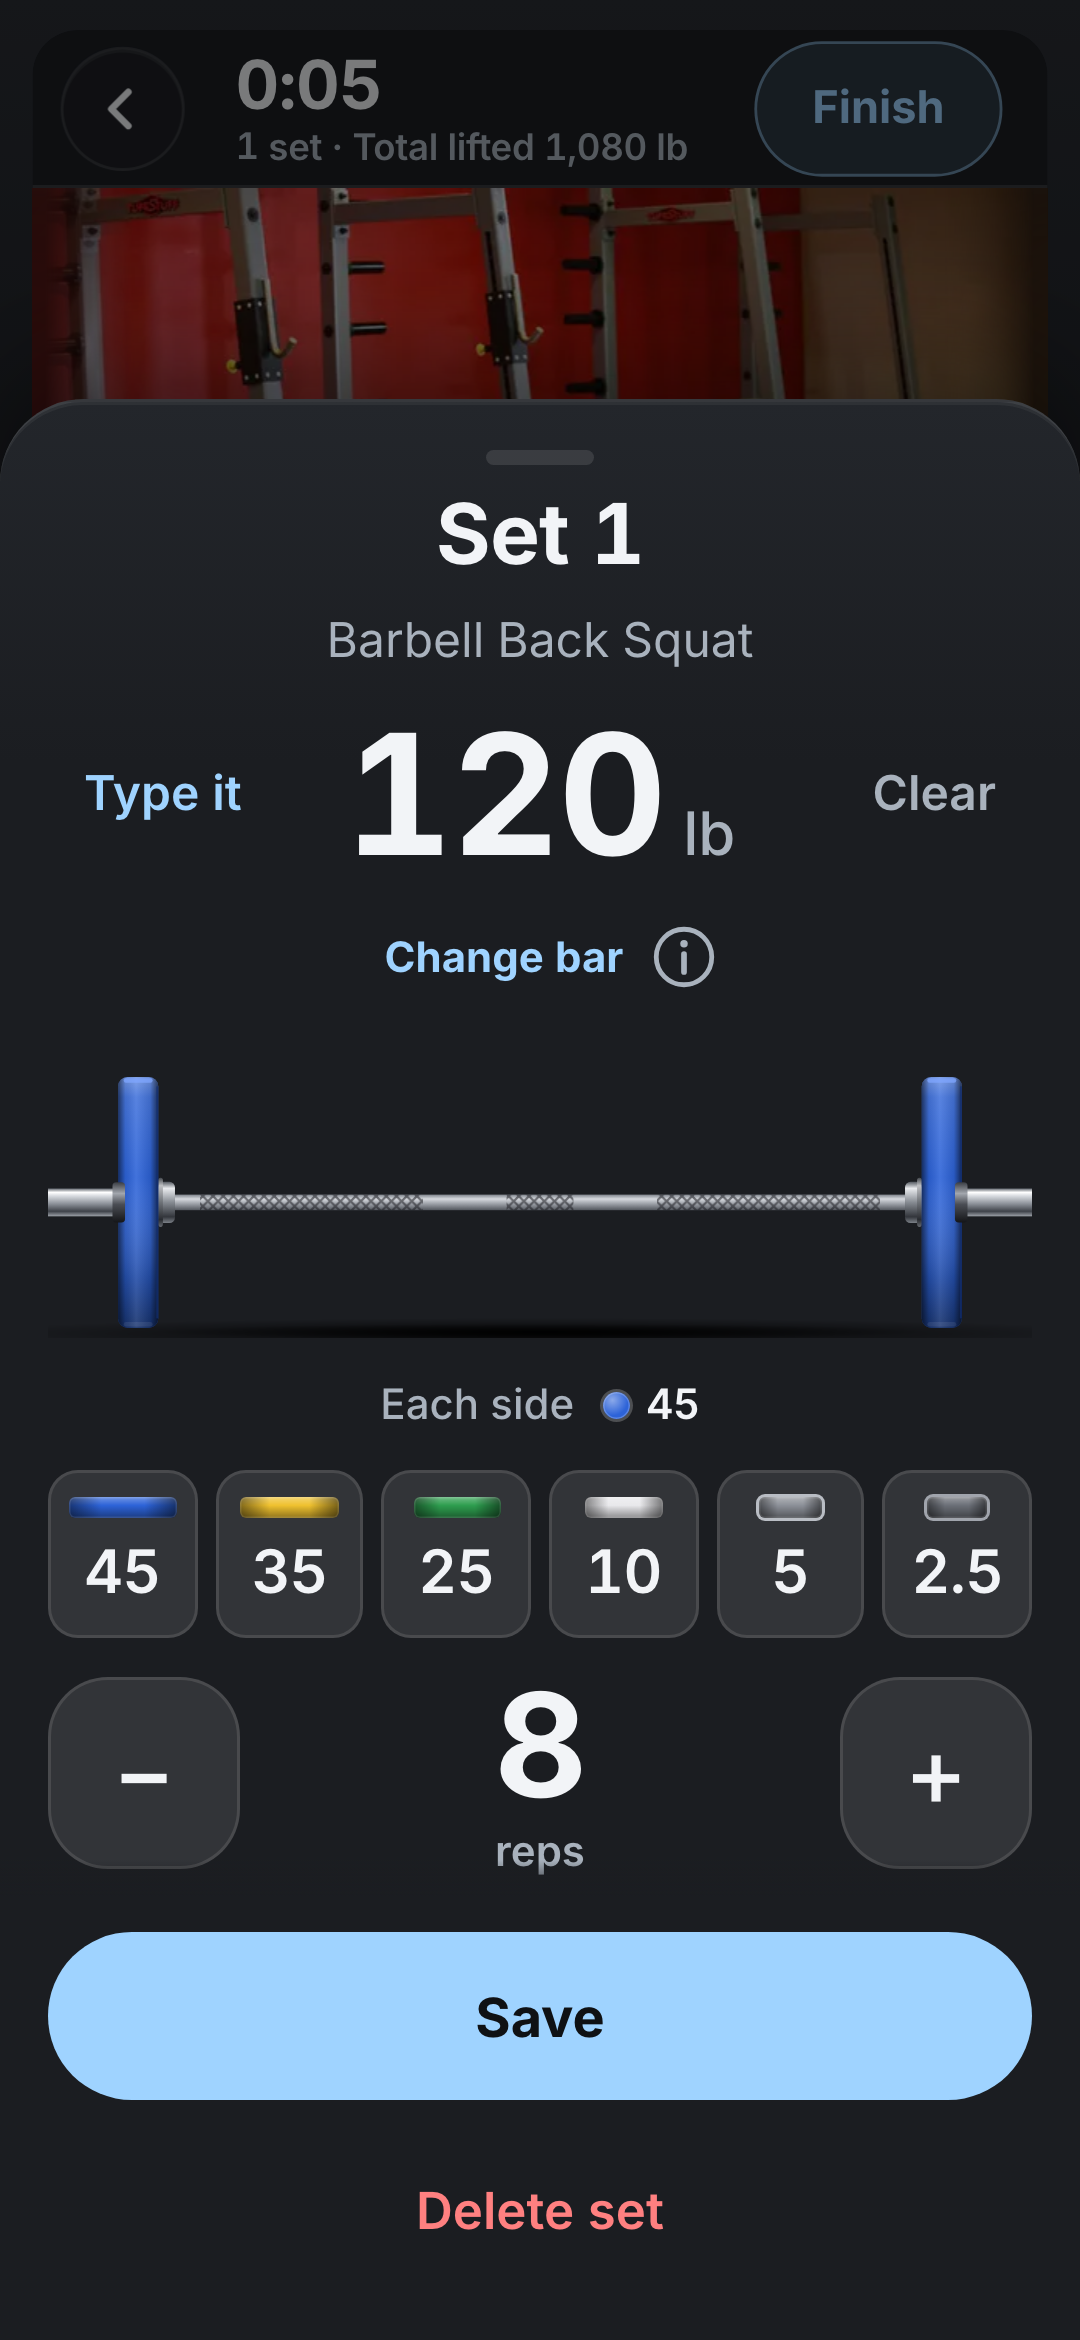 0:05
1 set · Total lifted 1,080 lb
Finish
Set 1
Barbell Back Squat
Type it
120 lb
Clear
Change bar
Each side 45
45 35 25 10 5 2.5
−
8
+
reps
Save
Delete set